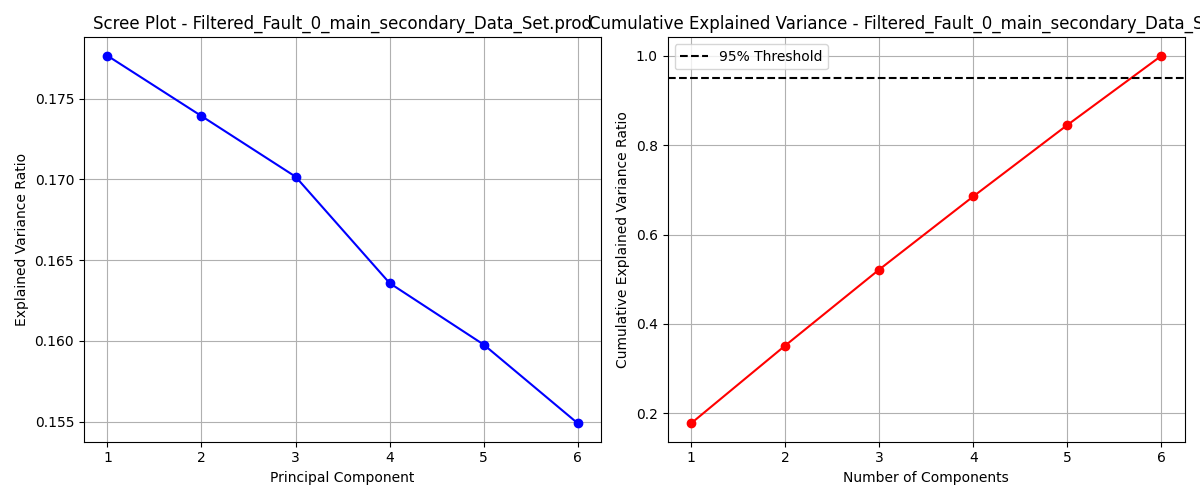 Scree Plot - Filtered_Fault_0_main_secondary_Data_Set.prod
Explained Variance Ratio
0.175
0.170
0.165
0.160
0.155
1 2 3 4 5 6
Principal Component
Cumulative Explained Variance - Filtered_Fault_0_main_secondary_Data_S
95% Threshold
Cumulative Explained Variance Ratio
1.0
0.8
0.6
0.4
0.2
1 2 3 4 5 6
Number of Components